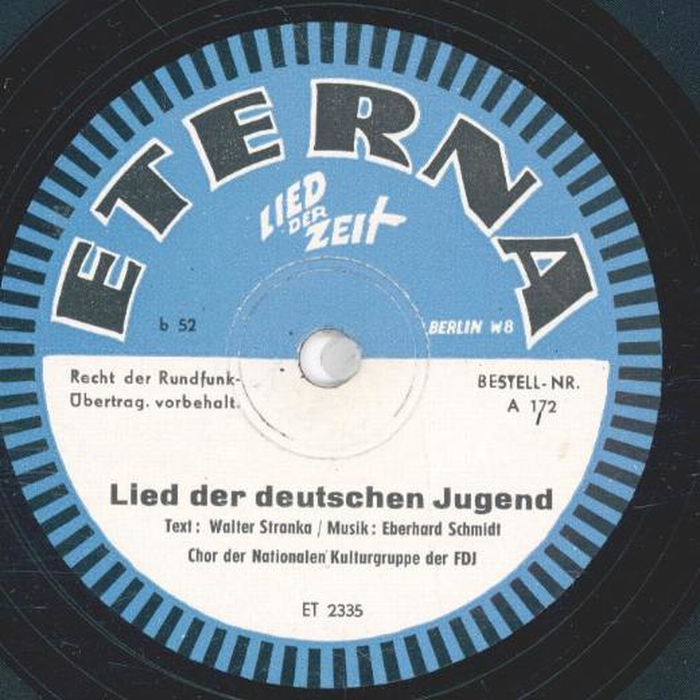 ETERNA
LIED
DER
ZEIT
b 52
BERLIN W8
Recht der Rundfunk-
Übertrag. vorbehalt.
BESTELL-NR.
A 172
Lied der deutschen Jugend
Text: Walter Stranka / Musik: Eberhard Schmidt
Chor der Nationalen Kulturgruppe der FDJ
ET 2335